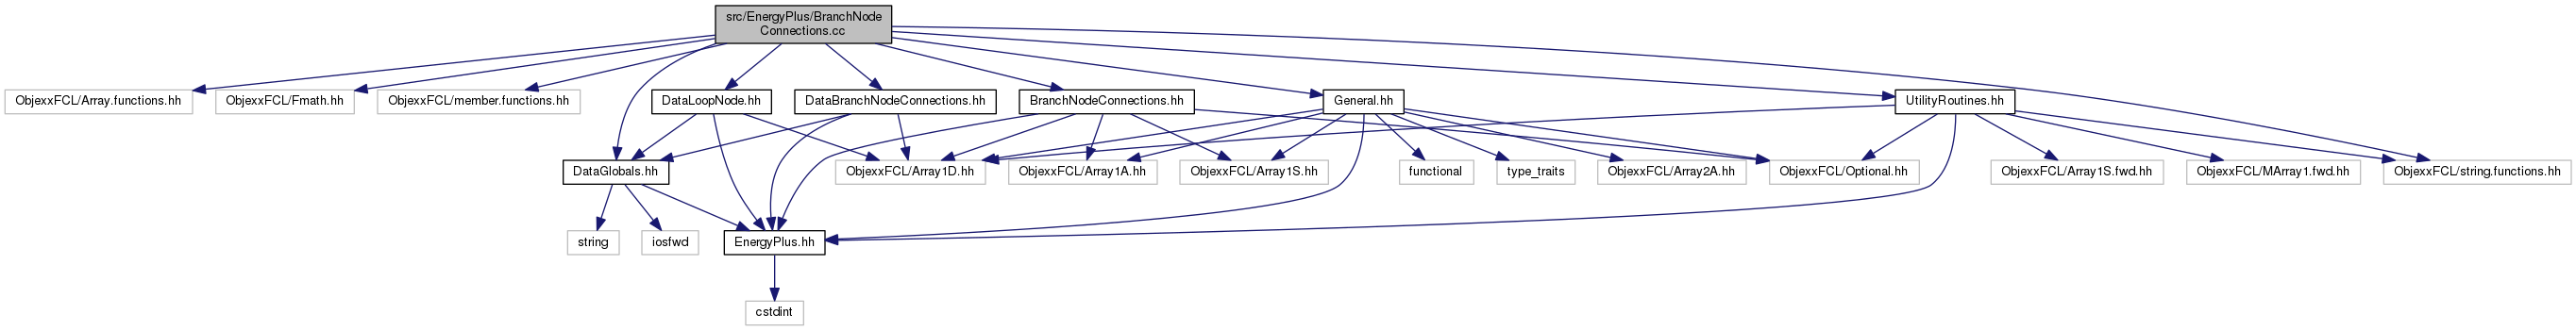 src/EnergyPlus/BranchNode
Connections.cc
ObjexxFCL/Array.functions.hh
ObjexxFCL/Fmath.hh
ObjexxFCL/member.functions.hh
DataLoopNode.hh
DataBranchNodeConnections.hh
BranchNodeConnections.hh
General.hh
UtilityRoutines.hh
DataGlobals.hh
ObjexxFCL/Array1D.hh
ObjexxFCL/Array1A.hh
ObjexxFCL/Array1S.hh
functional
type_traits
ObjexxFCL/Array2A.hh
ObjexxFCL/Optional.hh
ObjexxFCL/Array1S.fwd.hh
ObjexxFCL/MArray1.fwd.hh
ObjexxFCL/string.functions.hh
string
iosfwd
EnergyPlus.hh
cstdint